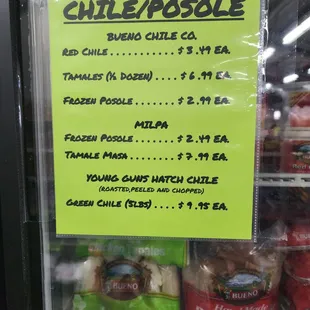 CHILE/POSOLE
BUENO CHILE CO.
RED CHILE . . . . . . . . . . . $ 3.49 EA.
TAMALES (½ DOZEN) . . . . $ 6.99 EA.
FROZEN POSOLE . . . . . . . $ 2.99 EA.
MILPA
FROZEN POSOLE . . . . . . . $ 2.49 EA.
TAMALE MASA . . . . . . . . . $ 7.99 EA.
YOUNG GUNS HATCH CHILE
(ROASTED,PEELED AND CHOPPED)
GREEN CHILE (5LBS) . . . . $ 9.95 EA.
BUENO
BUENO